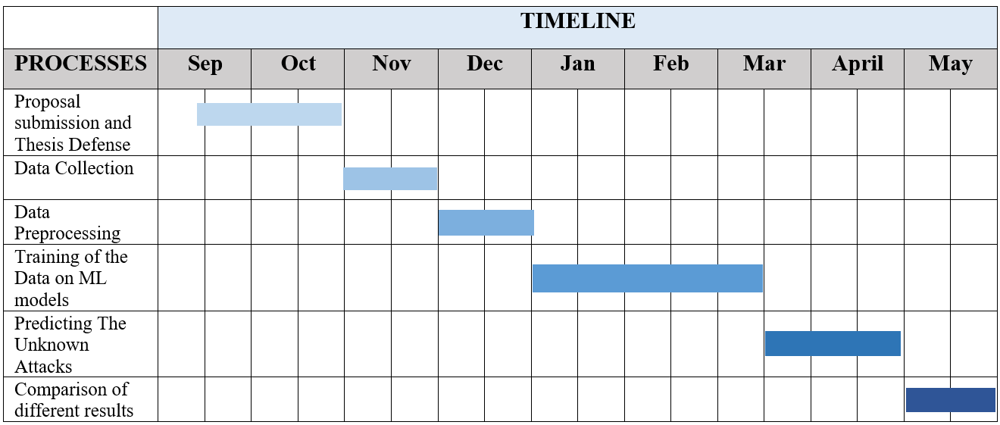 TIMELINE
PROCESSES Sep Oct Nov Dec Jan Feb Mar April May
Proposal
submission and
Thesis Defense
Data Collection
Data
Preprocessing
Training of the
Data on ML
models
Predicting The
Unknown
Attacks
Comparison of
different results